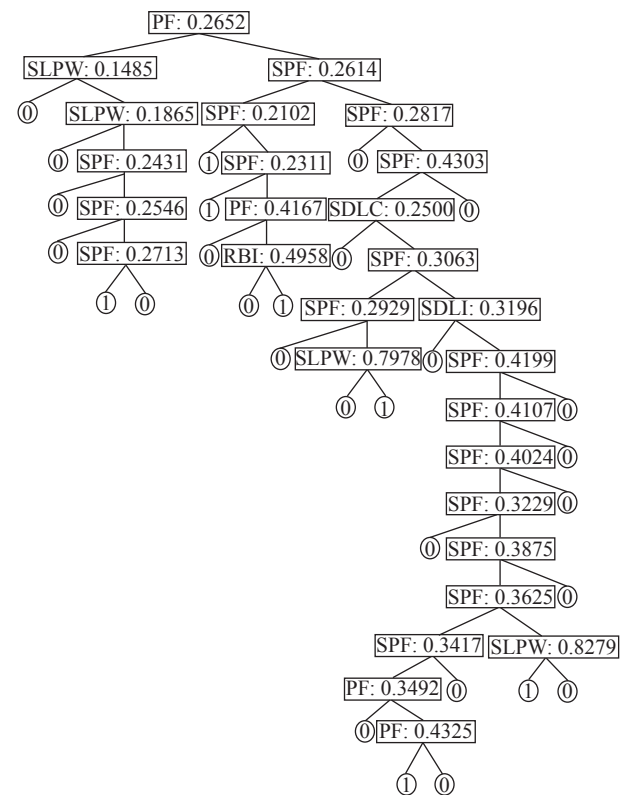 PF: 0.2652
SLPW: 0.1485 SPF: 0.2614
0 SLPW: 0.1865 SPF: 0.2102 SPF: 0.2817
0 SPF: 0.2431 1 SPF: 0.2311 0 SPF: 0.4303
0 SPF: 0.2546 1 PF: 0.4167 SDLC: 0.2500 0
0 SPF: 0.2713 0 RBI: 0.4958 0 SPF: 0.3063
1 0 0 1 SPF: 0.2929 SDLI: 0.3196
0 SLPW: 0.7978 0 SPF: 0.4199
0 1 SPF: 0.4107 0
SPF: 0.4024 0
SPF: 0.3229 0
0 SPF: 0.3875
SPF: 0.3625 0
SPF: 0.3417 SLPW: 0.8279
PF: 0.3492 0 1 0
0 PF: 0.4325
1 0